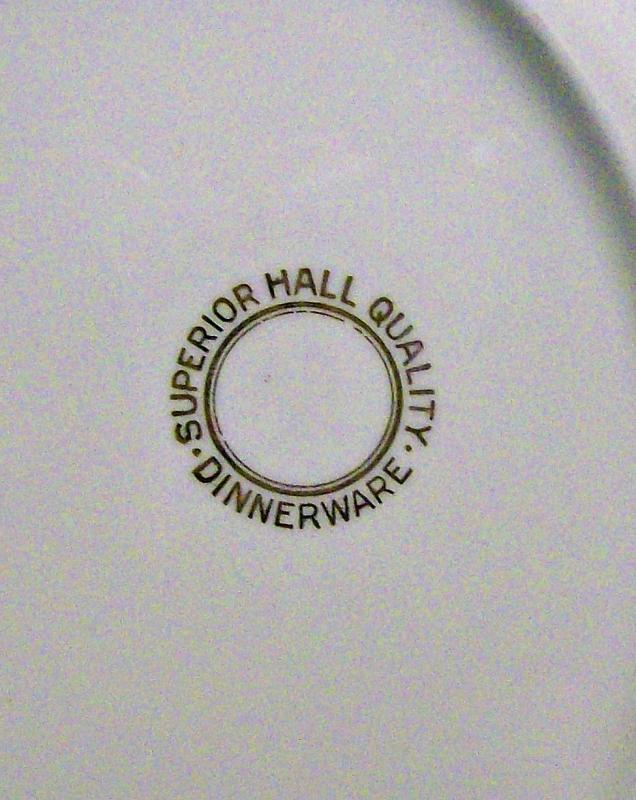 SUPERIOR HALL QUALITY
· DINNERWARE ·